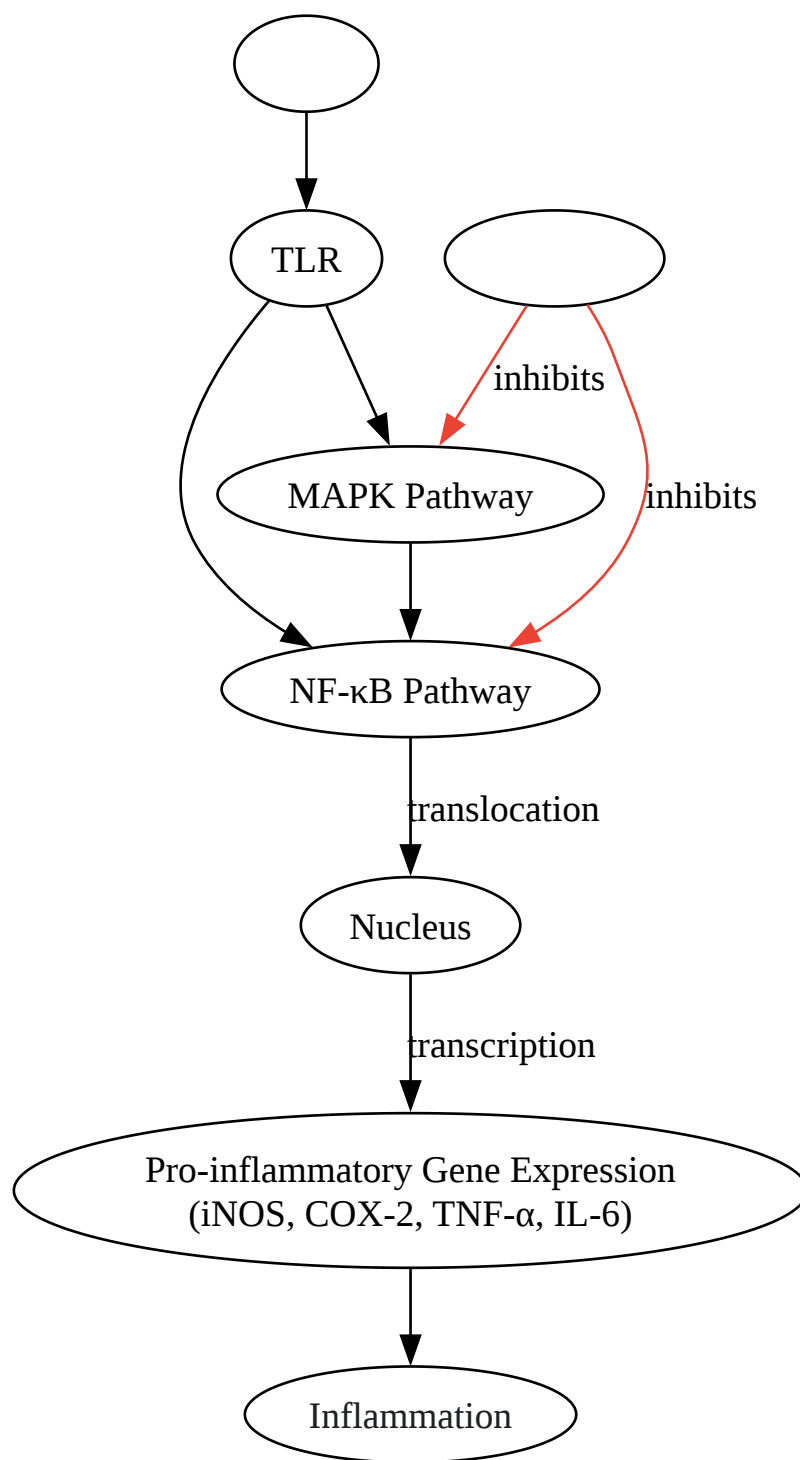 TLR
inhibits
MAPK Pathway
inhibits
NF-κB Pathway
translocation
Nucleus
transcription
Pro-inflammatory Gene Expression
(iNOS, COX-2, TNF-α, IL-6)
Inflammation